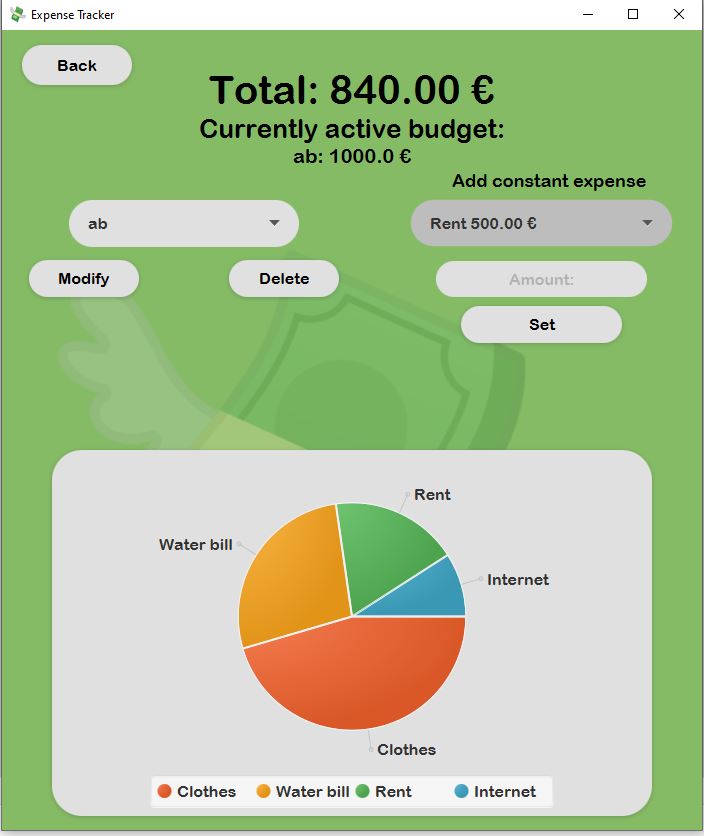 Expense Tracker
Back
Total: 840.00 €
Currently active budget:
ab: 1000.0 €
Add constant expense
ab
Rent 500.00 €
Modify
Delete
Amount:
Set
Rent
Water bill
Internet
Clothes
Clothes Water bill Rent Internet